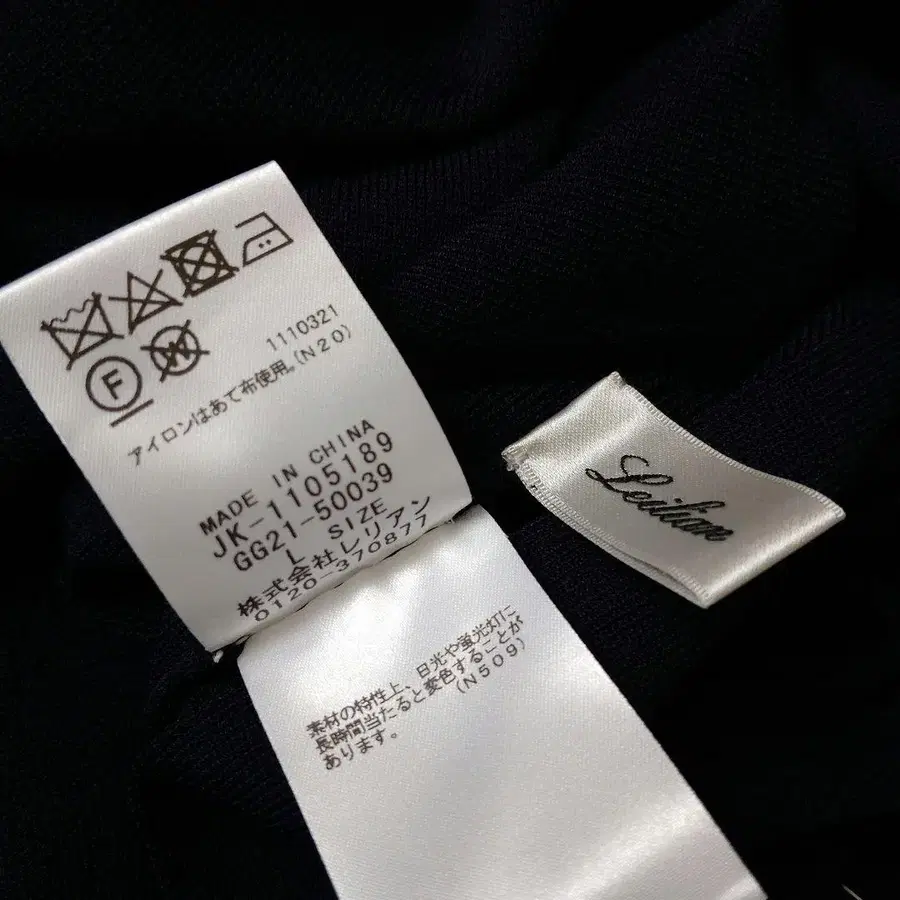 F W
1110321
アイロンはあて布使用。(N20)
MADE IN CHINA
JK-1105189
GG21-50039
L SIZE
株式会社レリアン
0120-370877
素材の特性上、日光や蛍光灯に
長時間当たると変色することが
あります。 (N509)
Leilian